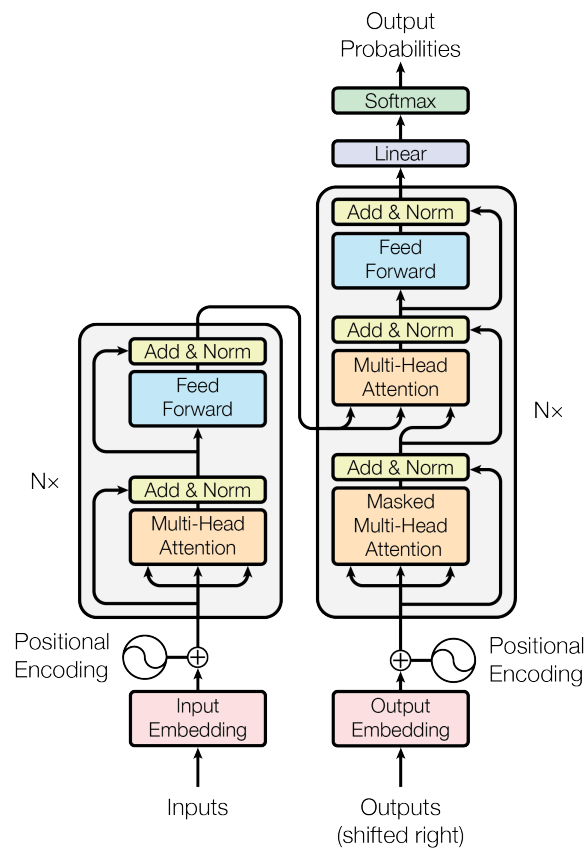 Output
Probabilities
Softmax
Linear
Add & Norm
Feed
Forward
Add & Norm
Multi-Head
Attention
Add & Norm
Masked
Multi-Head
Attention
N×
Add & Norm
Feed
Forward
Add & Norm
Multi-Head
Attention
N×
Positional
Encoding
Positional
Encoding
Input
Embedding
Output
Embedding
Inputs
Outputs
(shifted right)